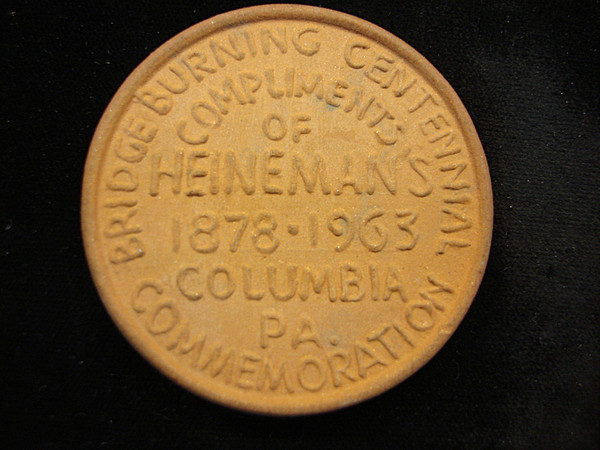 BRIDGE BURNING CENTENNIAL
COMPLIMENTS
OF
HEINEMAN'S
1878 · 1963
COLUMBIA
PA.
COMMEMORATION